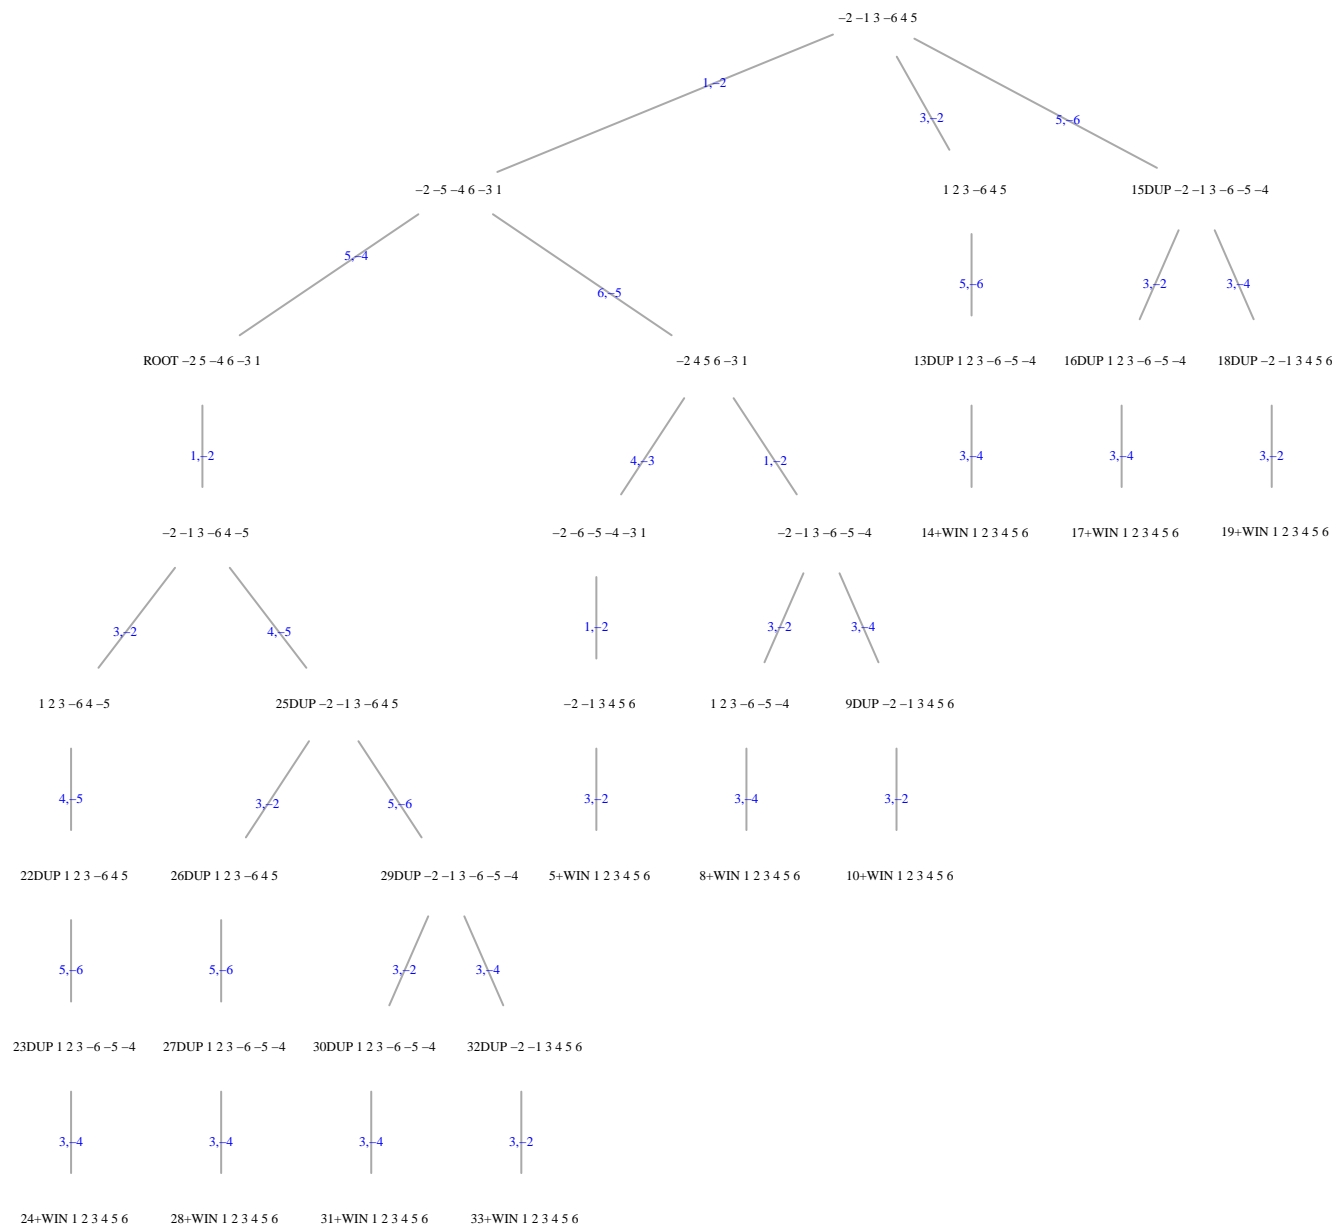 −2 −1 3 −6 4 5
1,−2
3,−2
5,−6
−2 −5 −4 6 −3 1
1 2 3 −6 4 5
15DUP −2 −1 3 −6 −5 −4
5,−4
6,−5
5,−6
3,−2
3,−4
ROOT −2 5 −4 6 −3 1
−2 4 5 6 −3 1
13DUP 1 2 3 −6 −5 −4
16DUP 1 2 3 −6 −5 −4
18DUP −2 −1 3 4 5 6
1,−2
4,−3
1,−2
3,−4
3,−4
3,−2
−2 −1 3 −6 4 −5
−2 −6 −5 −4 −3 1
−2 −1 3 −6 −5 −4
14+WIN 1 2 3 4 5 6
17+WIN 1 2 3 4 5 6
19+WIN 1 2 3 4 5 6
3,−2
4,−5
1,−2
3,−2
3,−4
1 2 3 −6 4 −5
25DUP −2 −1 3 −6 4 5
−2 −1 3 4 5 6
1 2 3 −6 −5 −4
9DUP −2 −1 3 4 5 6
4,−5
3,−2
5,−6
3,−2
3,−4
3,−2
22DUP 1 2 3 −6 4 5
26DUP 1 2 3 −6 4 5
29DUP −2 −1 3 −6 −5 −4
5+WIN 1 2 3 4 5 6
8+WIN 1 2 3 4 5 6
10+WIN 1 2 3 4 5 6
5,−6
5,−6
3,−2
3,−4
23DUP 1 2 3 −6 −5 −4
27DUP 1 2 3 −6 −5 −4
30DUP 1 2 3 −6 −5 −4
32DUP −2 −1 3 4 5 6
3,−4
3,−4
3,−4
3,−2
24+WIN 1 2 3 4 5 6
28+WIN 1 2 3 4 5 6
31+WIN 1 2 3 4 5 6
33+WIN 1 2 3 4 5 6